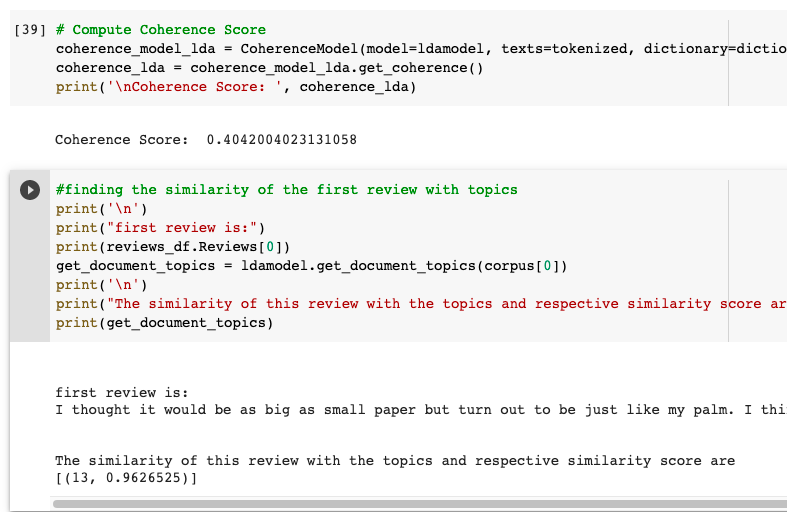 [39] # Compute Coherence Score
coherence_model_lda = CoherenceModel(model=ldamodel, texts=tokenized, dictionary=dictio
coherence_lda = coherence_model_lda.get_coherence()
print('\nCoherence Score: ', coherence_lda)
Coherence Score:  0.4042004023131058
#finding the similarity of the first review with topics
print('\n')
print("first review is:")
print(reviews_df.Reviews[0])
get_document_topics = ldamodel.get_document_topics(corpus[0])
print('\n')
print("The similarity of this review with the topics and respective similarity score ar
print(get_document_topics)
first review is:
I thought it would be as big as small paper but turn out to be just like my palm. I thi
The similarity of this review with the topics and respective similarity score are
[(13, 0.9626525)]